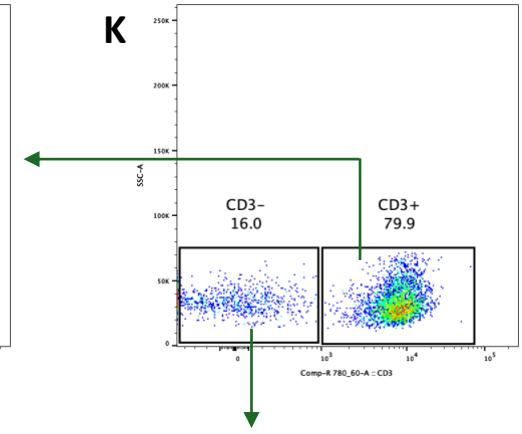 K
250K
200K
150K
SSC-A
100K
CD3- CD3+
16.0 79.9
50K
0
0 10³ 10⁴ 10⁵
Comp-R 780_60-A :: CD3